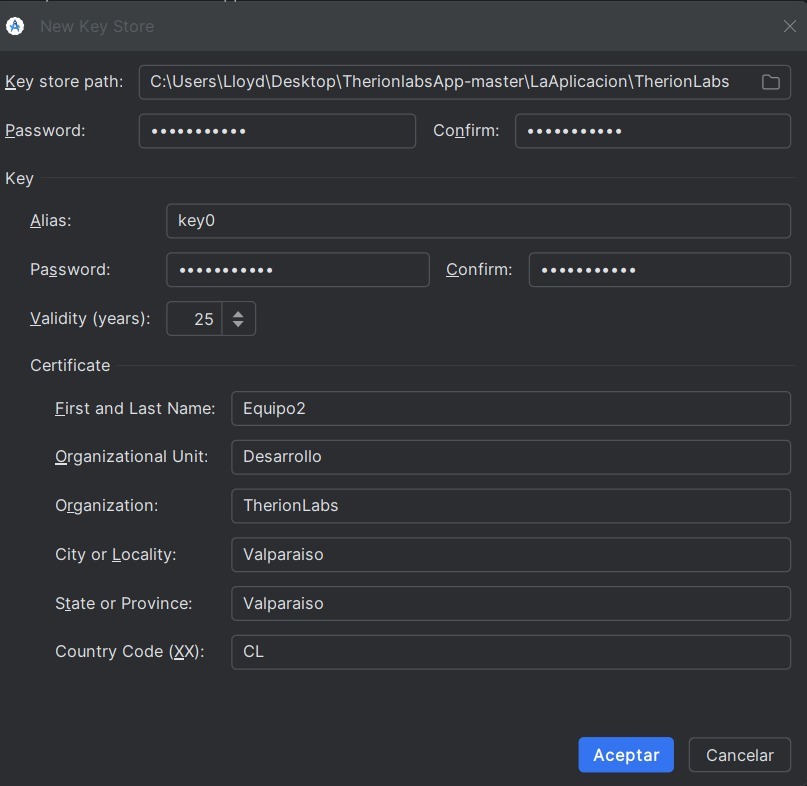 New Key Store
Key store path: C:\Users\Lloyd\Desktop\TherionlabsApp-master\LaAplicacion\TherionLabs
Password: ••••••••••• Confirm: •••••••••••
Key
Alias: key0
Password: ••••••••••• Confirm: •••••••••••
Validity (years): 25
Certificate
First and Last Name: Equipo2
Organizational Unit: Desarrollo
Organization: TherionLabs
City or Locality: Valparaiso
State or Province: Valparaiso
Country Code (XX): CL
Aceptar Cancelar